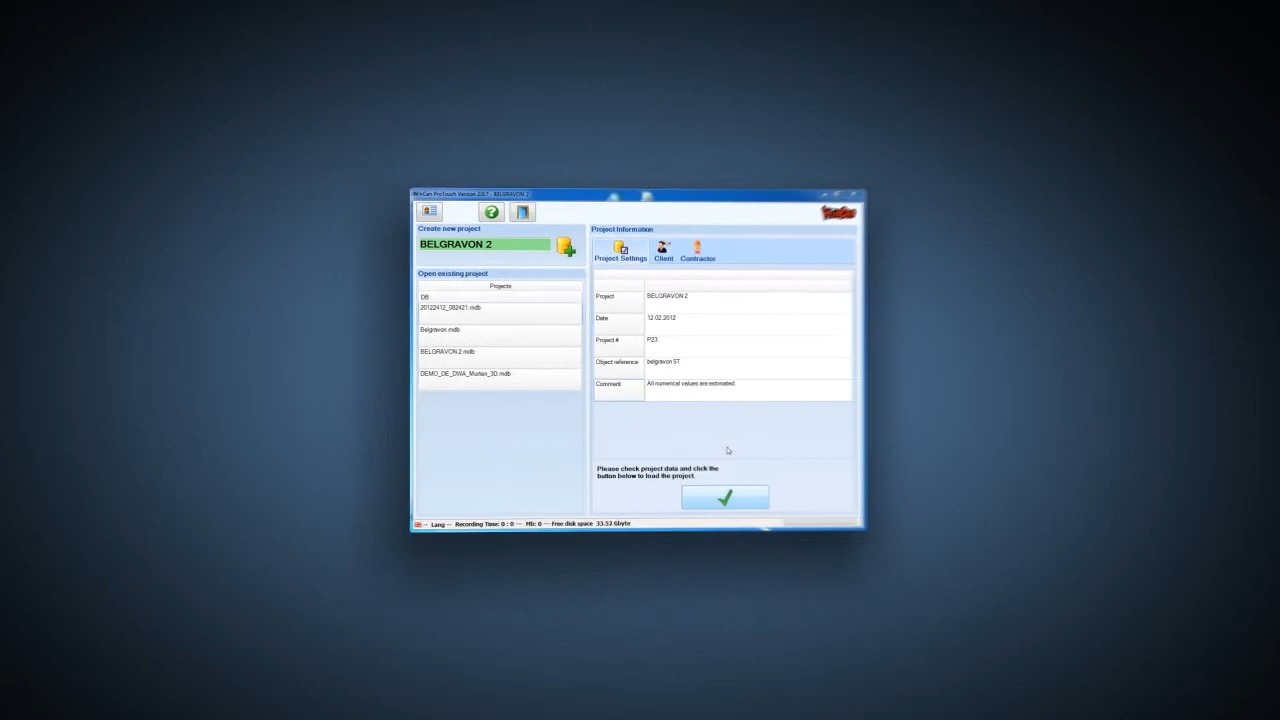 WinCan ProTouch Version 2.0.7 - BELGRAVON 2
Create new project
BELGRAVON 2
Open existing project
Projects
DB
20122412_082421.mdb
Belgravon.mdb
BELGRAVON 2.mdb
DEMO_DE_DWA_Murten_3D.mdb
Project Information
Project Settings Client Contractor
Project BELGRAVON 2
Date 12.02.2012
Project # P23
Object reference belgravon ST
Comment All numerical values are estimated.
Please check project data and click the
button below to load the project.
-- Lang -- Recording Time: 0 : 0 --- Mb: 0 --- Free disk space 33.52 Gbyte